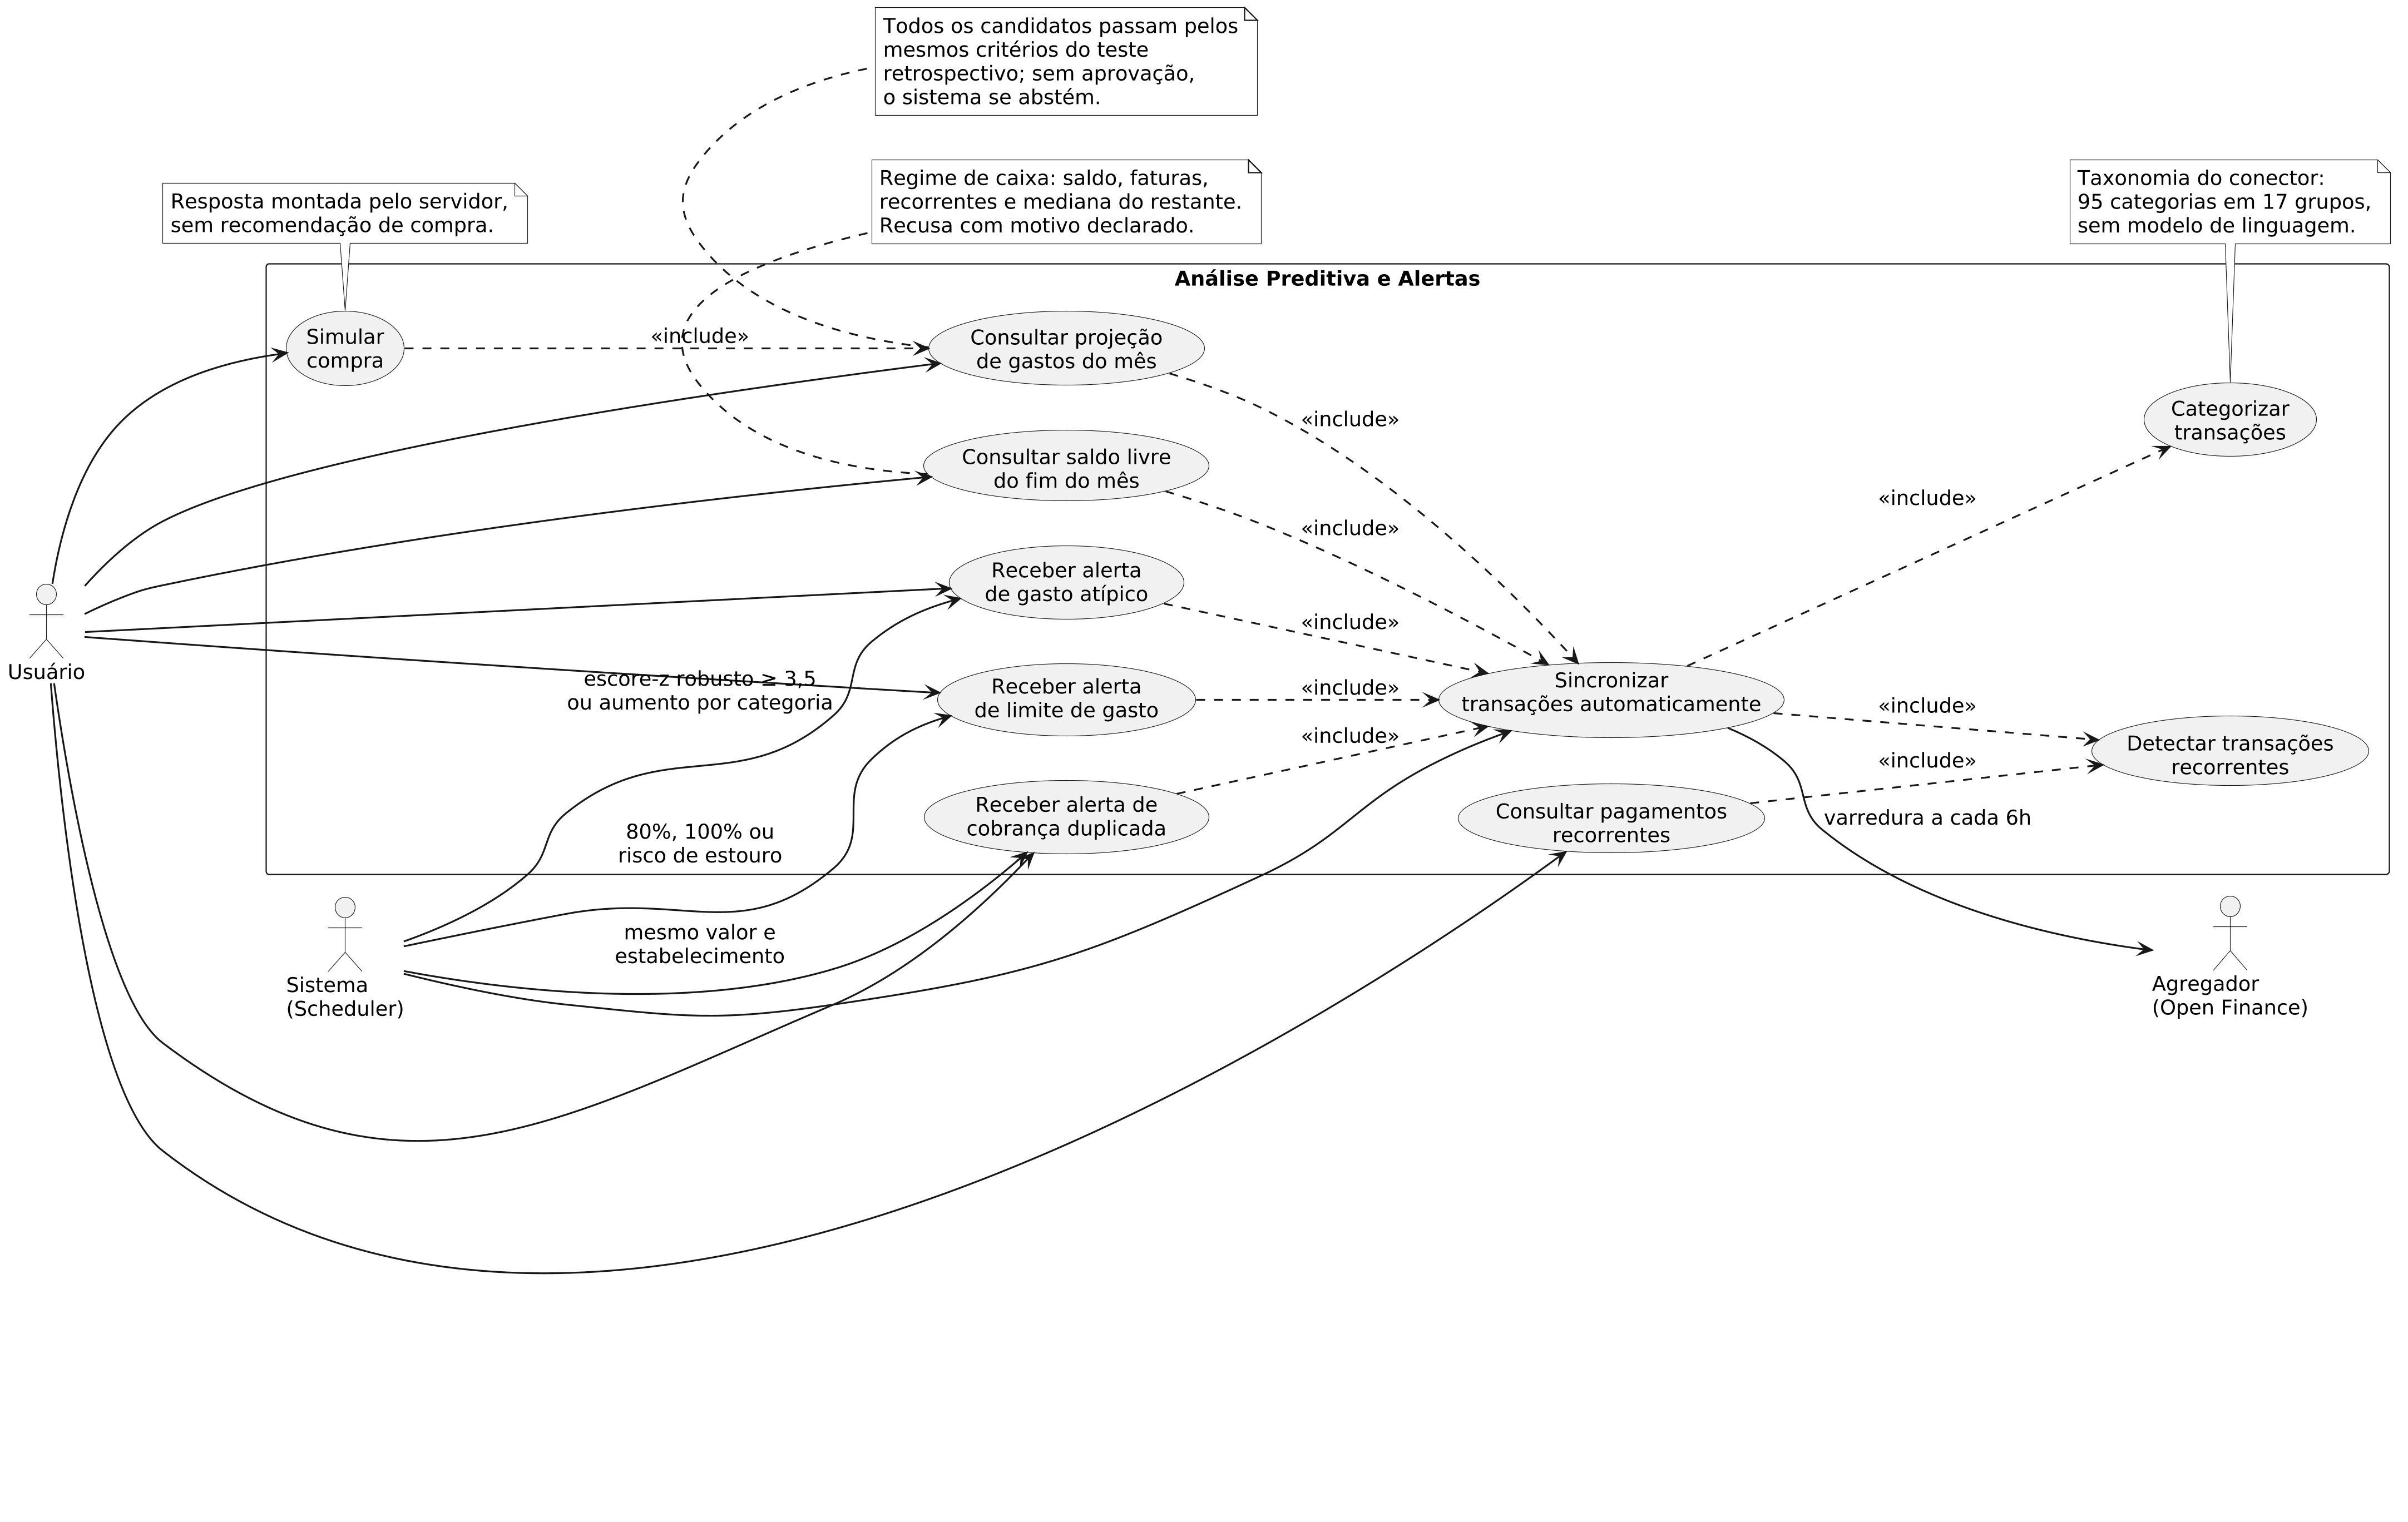 Todos os candidatos passam pelos
mesmos critérios do teste
retrospectivo; sem aprovação,
o sistema se abstém.
Regime de caixa: saldo, faturas,
recorrentes e mediana do restante.
Recusa com motivo declarado.
Resposta montada pelo servidor,
sem recomendação de compra.
Taxonomia do conector:
95 categorias em 17 grupos,
sem modelo de linguagem.
Análise Preditiva e Alertas
Simular
compra
«include»
Consultar projeção
de gastos do mês
«include»
Categorizar
transações
Consultar saldo livre
do fim do mês
«include»
«include»
Receber alerta
de gasto atípico
«include»
Usuário
escore-z robusto ≥ 3,5
ou aumento por categoria
Receber alerta
de limite de gasto
«include»
Sincronizar
transações automaticamente
«include»
«include»
Detectar transações
recorrentes
«include»
Receber alerta de
cobrança duplicada
Consultar pagamentos
recorrentes
varredura a cada 6h
80%, 100% ou
risco de estouro
mesmo valor e
estabelecimento
Sistema
(Scheduler)
Agregador
(Open Finance)